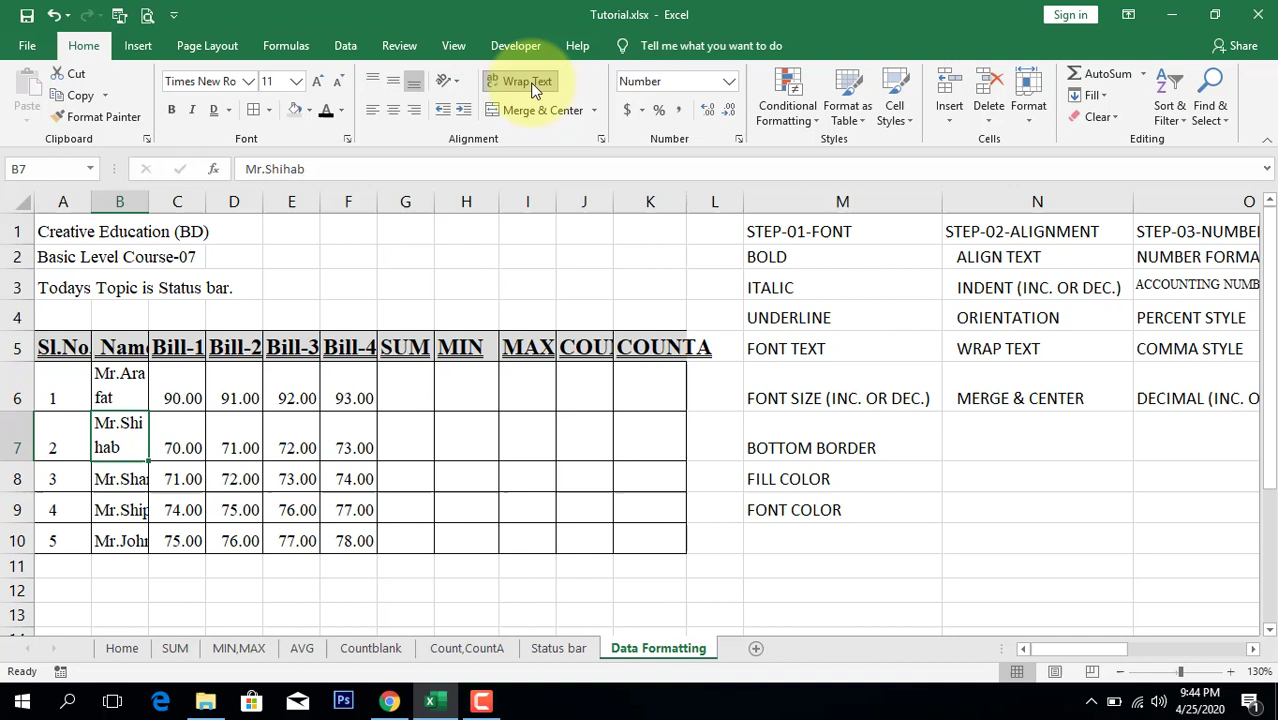 Tutorial.xlsx - Excel
Sign in
File Home Insert Page Layout Formulas Data Review View Developer Help Tell me what you want to do Share
Paste
Cut
Copy
Format Painter
Clipboard
Times New Ro 11
B I U
Font
Wrap Text
Merge & Center
Alignment
Number
$ % ,
Number
Conditional Formatting
Format as Table
Cell Styles
Styles
Insert
Delete
Format
Cells
AutoSum
Fill
Clear
Sort & Filter
Find & Select
Editing
B7 fx Mr.Shihab
A B C D E F G H I J K L M N O
1 Creative Education (BD) STEP-01-FONT STEP-02-ALIGNMENT STEP-03-NUMBER
2 Basic Level Course-07 BOLD ALIGN TEXT NUMBER FORMA
3 Todays Topic is Status bar. ITALIC INDENT (INC. OR DEC.) ACCOUNTING NUMB
4 UNDERLINE ORIENTATION PERCENT STYLE
5 Sl.No Name Bill-1 Bill-2 Bill-3 Bill-4 SUM MIN MAX COUN COUNTA FONT TEXT WRAP TEXT COMMA STYLE
6 1 Mr.Arafat 90.00 91.00 92.00 93.00 FONT SIZE (INC. OR DEC.) MERGE & CENTER DECIMAL (INC. O
7 2 Mr.Shihab 70.00 71.00 72.00 73.00 BOTTOM BORDER
8 3 Mr.Shar 71.00 72.00 73.00 74.00 FILL COLOR
9 4 Mr.Ship 74.00 75.00 76.00 77.00 FONT COLOR
10 5 Mr.John 75.00 76.00 77.00 78.00
11
12
13
Home SUM MIN,MAX AVG Countblank Count,CountA Status bar Data Formatting
Ready 130%
9:44 PM
4/25/2020